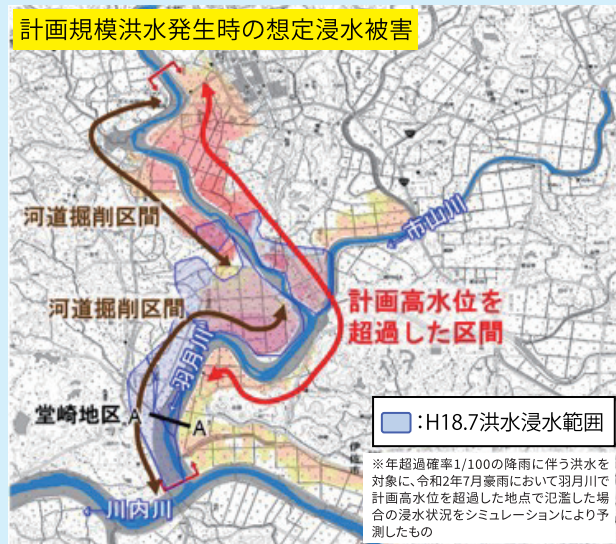 計画規模洪水発生時の想定浸水被害
河道掘削区間
市山川
河道掘削区間
計画高水位を
超過した区間
羽月川
堂崎地区 A
A
:H18.7洪水浸水範囲
伊佐市
川内川
※年超過確率1/100の降雨に伴う洪水を
対象に、令和2年7月豪雨において羽月川で
計画高水位を超過した地点で氾濫した場
合の浸水状況をシミュレーションにより予
測したもの